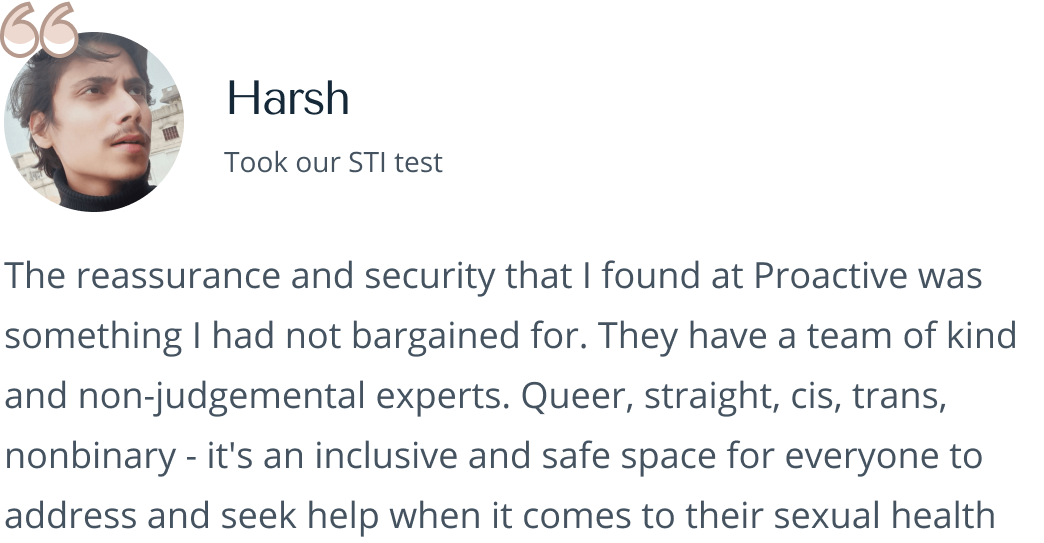 Harsh
Took our STI test
The reassurance and security that I found at Proactive was
something I had not bargained for. They have a team of kind
and non-judgemental experts. Queer, straight, cis, trans,
nonbinary - it's an inclusive and safe space for everyone to
address and seek help when it comes to their sexual health